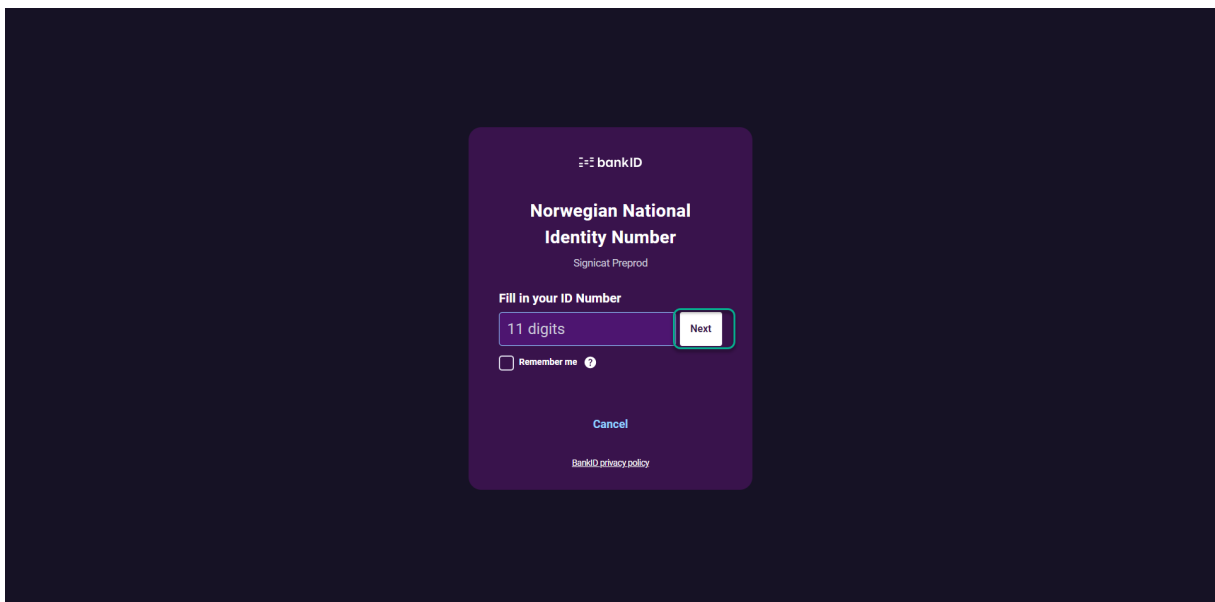 bankID
Norwegian National
Identity Number
Signicat Preprod
Fill in your ID Number
11 digits
Next
Remember me ?
Cancel
BankID privacy policy